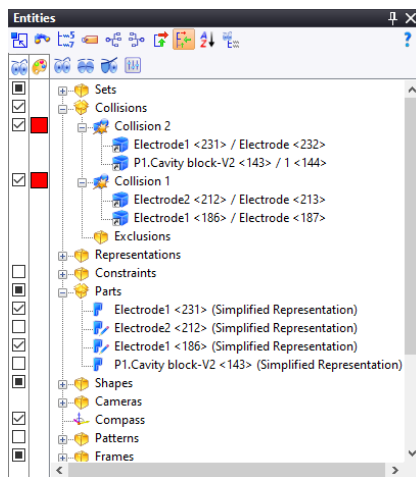 Entities
Sets
Collisions
Collision 2
Electrode1 <231> / Electrode <232>
P1.Cavity block-V2 <143> / 1 <144>
Collision 1
Electrode2 <212> / Electrode <213>
Electrode1 <186> / Electrode <187>
Exclusions
Representations
Constraints
Parts
Electrode1 <231> (Simplified Representation)
Electrode2 <212> (Simplified Representation)
Electrode1 <186> (Simplified Representation)
P1.Cavity block-V2 <143> (Simplified Representation)
Shapes
Cameras
Compass
Patterns
Frames